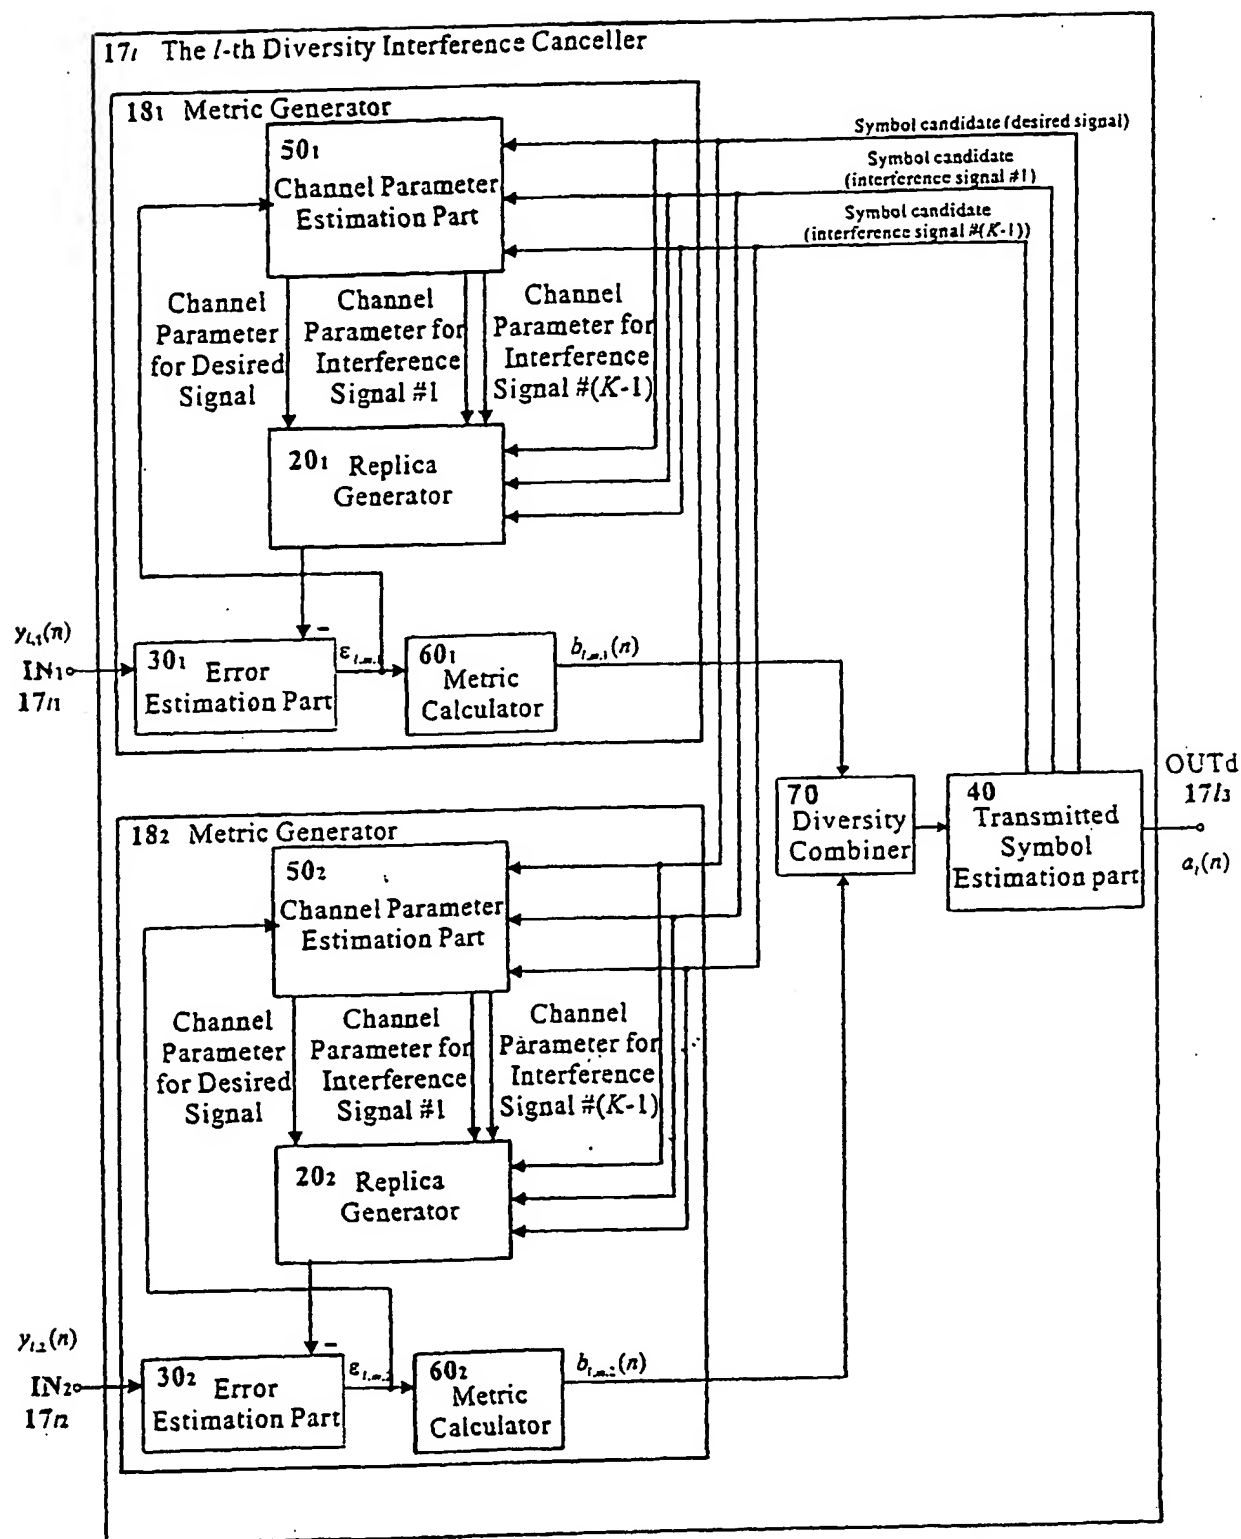 17l The l-th Diversity Interference Canceller
181 Metric Generator
501
Channel Parameter
Estimation Part
Symbol candidate (desired signal)
Symbol candidate
(interference signal #1)
Symbol candidate
(interference signal #(K-1))
Channel
Parameter
for Desired
Signal
Channel
Parameter for
Interference
Signal #1
Channel
Parameter for
Interference
Signal #(K-1)
201 Replica
Generator
yl,1(n)
IN1
17l1
301 Error
Estimation Part
−
εl,m,1
601
Metric
Calculator
bl,m,1(n)
70
Diversity
Combiner
40
Transmitted
Symbol
Estimation part
OUTd
17l3
al(n)
182 Metric Generator
502
Channel Parameter
Estimation Part
Channel
Parameter
for Desired
Signal
Channel
Parameter for
Interference
Signal #1
Channel
Parameter for
Interference
Signal #(K-1)
202 Replica
Generator
yl,2(n)
IN2
17l2
302 Error
Estimation Part
−
εl,m,2
602
Metric
Calculator
bl,m,2(n)